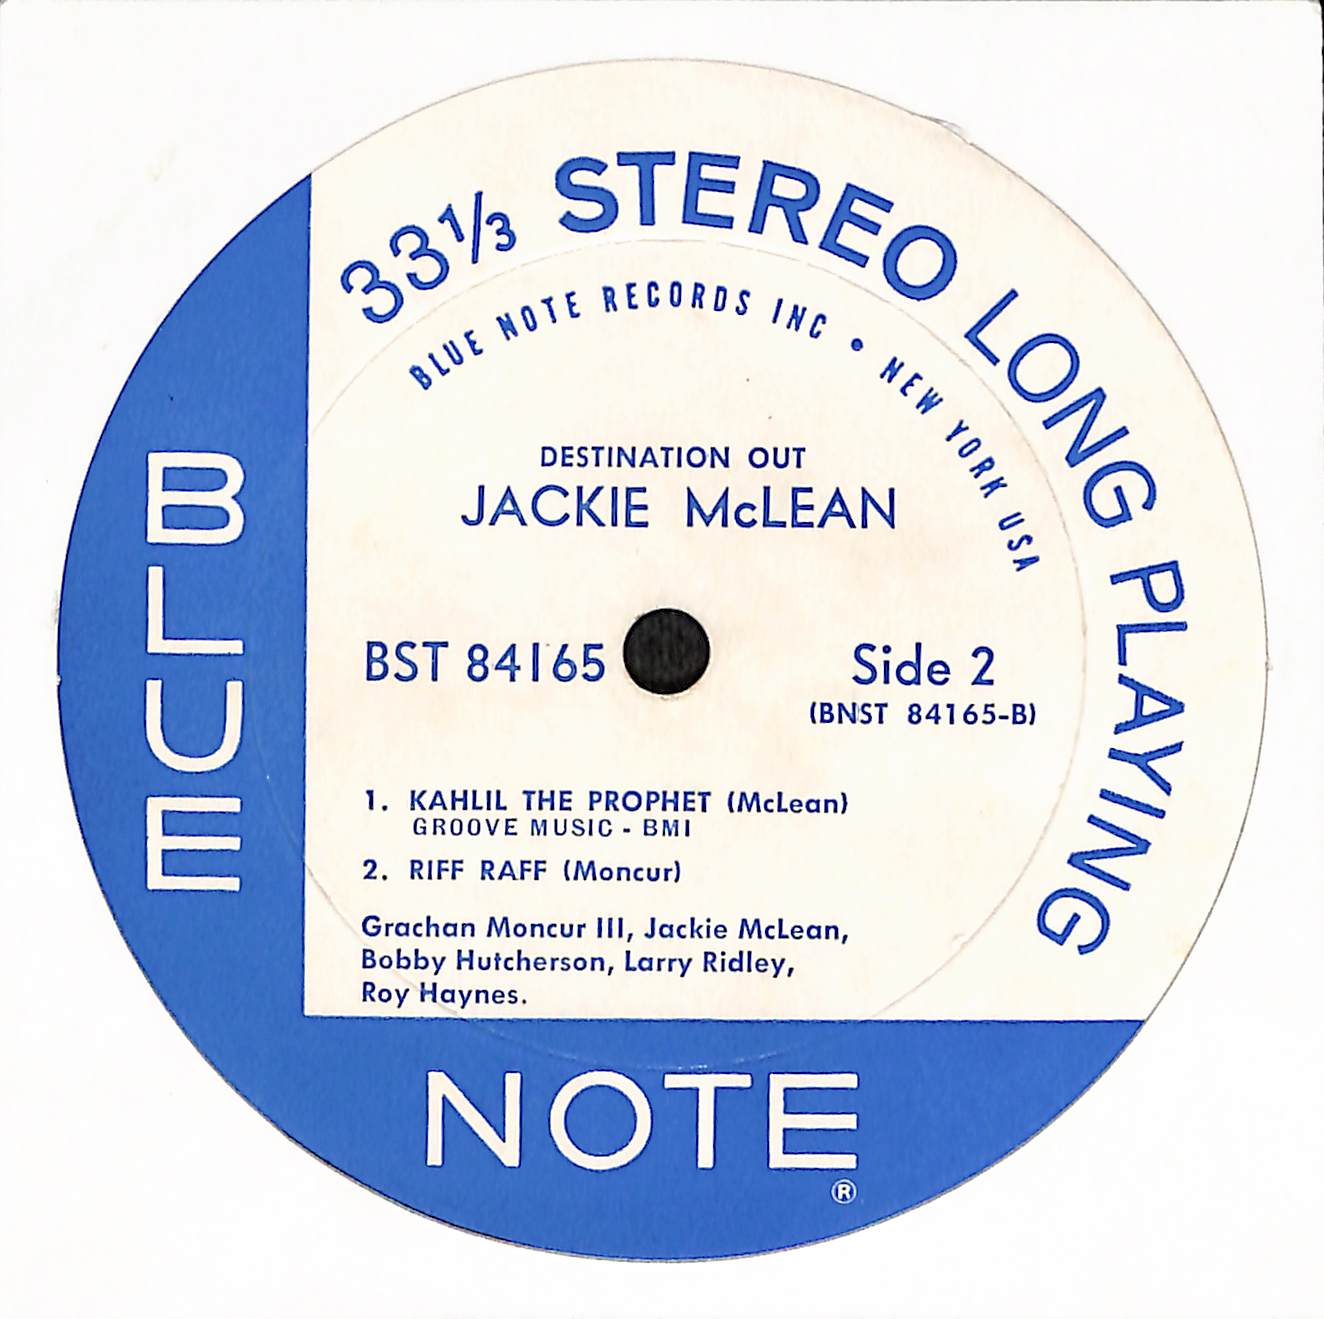 33⅓ STEREO LONG PLAYING
BLUE NOTE RECORDS INC • NEW YORK USA
DESTINATION OUT
JACKIE McLEAN
BST 84165
Side 2
(BNST 84165-B)
1. KAHLIL THE PROPHET (McLean)
GROOVE MUSIC - BMI
2. RIFF RAFF (Moncur)
Grachan Moncur III, Jackie McLean,
Bobby Hutcherson, Larry Ridley,
Roy Haynes.
BLUE
NOTE
®